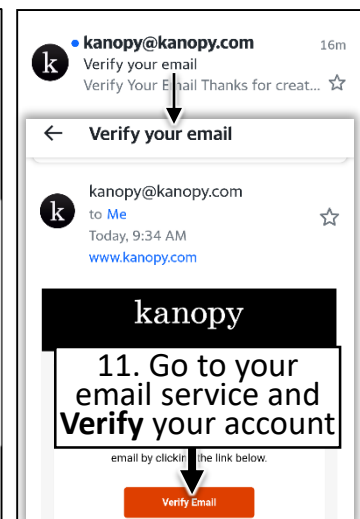 kanopy@kanopy.com 16m
k
Verify your email
Verify Your Email Thanks for creat...
Verify your email
kanopy@kanopy.com
k
to Me
Today, 9:34 AM
www.kanopy.com
kanopy
11. Go to your
email service and
Verify your account
email by clicking the link below.
Verify Email